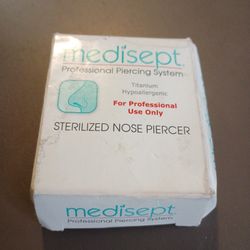 medisept.
Professional Piercing System
Titanium
Hypoallergenic
For Professional
Use Only
STERILIZED NOSE PIERCER
medisept
Professional Piercing System